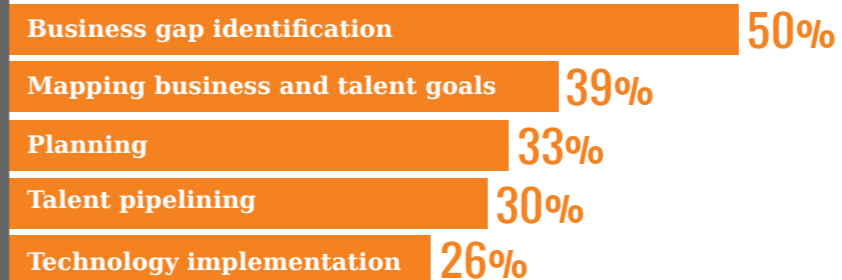 Business gap identification 50%
Mapping business and talent goals 39%
Planning 33%
Talent pipelining 30%
Technology implementation 26%